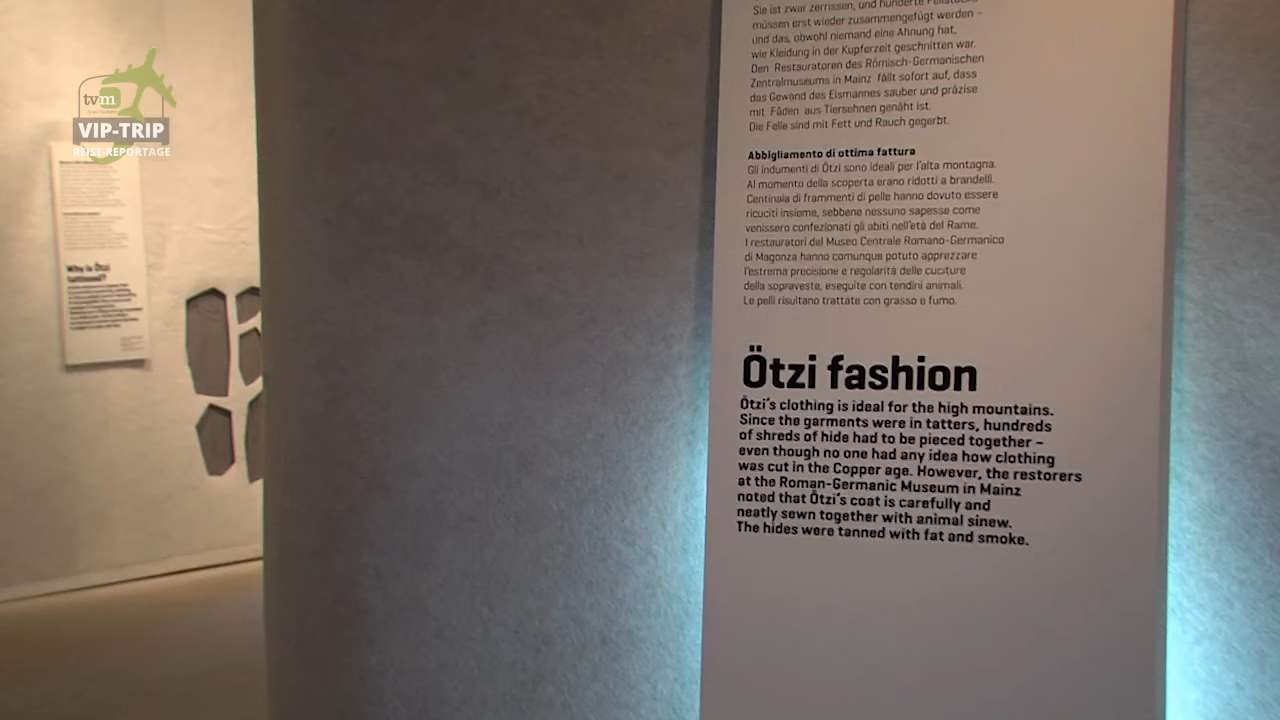 tvm
VIP-TRIP
REISE-REPORTAGE
Why is Ötzi
tattooed?
Sie ist zwar zerrissen, und hunderte
müssen erst wieder zusammengefügt werden –
und das, obwohl niemand eine Ahnung hat,
wie Kleidung in der Kupferzeit geschnitten war.
Den Restauratoren des Römisch-Germanischen
Zentralmuseums in Mainz fällt sofort auf, dass
das Gewand des Eismannes sauber und präzise
mit Fäden aus Tiersehnen genäht ist.
Die Felle sind mit Fett und Rauch gegerbt.
Abbigliamento di ottima fattura
Gli indumenti di Ötzi sono ideali per l'alta montagna.
Al momento della scoperta erano ridotti a brandelli.
Centinaia di frammenti di pelle hanno dovuto essere
ricuciti insieme, sebbene nessuno sapesse come
venissero confezionati gli abiti nell'età del Rame.
I restauratori del Museo Centrale Romano-Germanico
di Magonza hanno comunque potuto apprezzare
l'estrema precisione e regolarità delle cuciture
della sopraveste, eseguite con tendini animali.
Le pelli risultano trattate con grasso e fumo.
Ötzi fashion
Ötzi's clothing is ideal for the high mountains.
Since the garments were in tatters, hundreds
of shreds of hide had to be pieced together –
even though no one had any idea how clothing
was cut in the Copper age. However, the restorers
at the Roman-Germanic Museum in Mainz
noted that Ötzi's coat is carefully and
neatly sewn together with animal sinew.
The hides were tanned with fat and smoke.